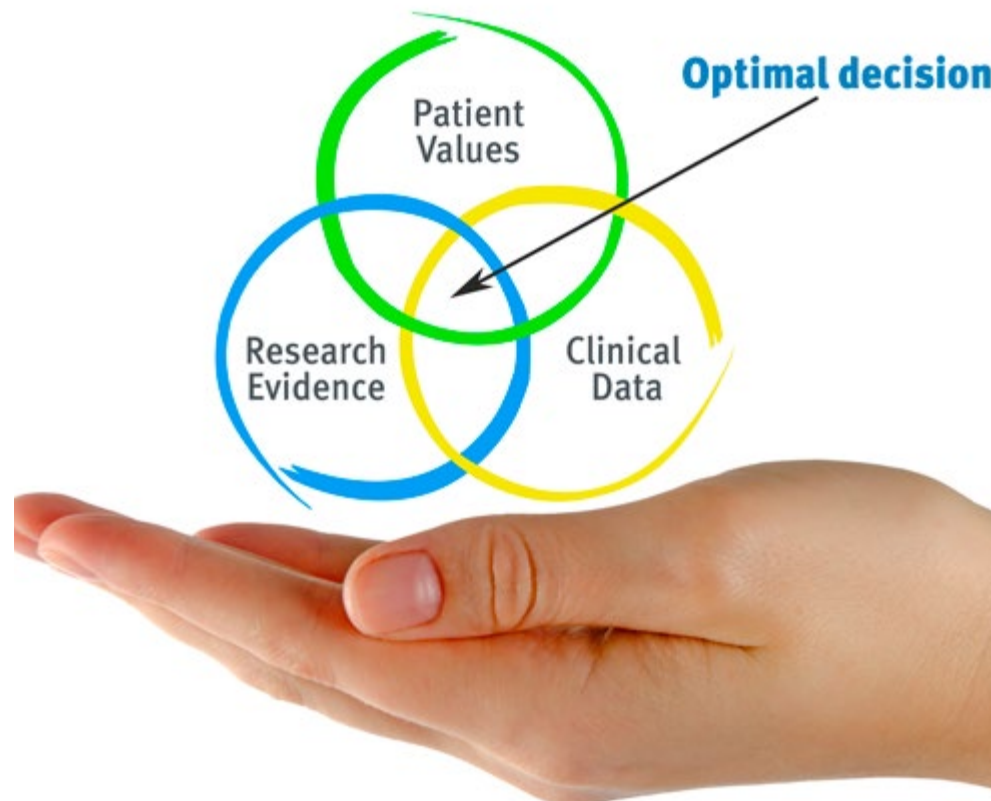 Optimal decision
Patient
Values
Research
Evidence
Clinical
Data